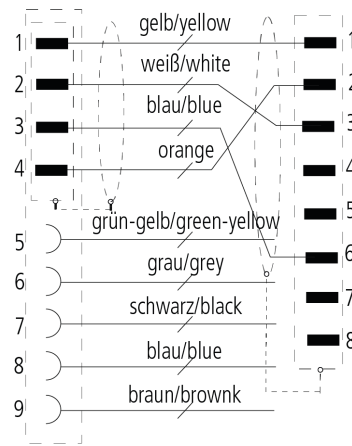 gelb/yellow
1 1
weiß/white
2 2
blau/blue
3 3
orange
4 4
grün-gelb/green-yellow
5 5
grau/grey
6 6
schwarz/black
7 7
blau/blue
8 8
braun/brownk
9